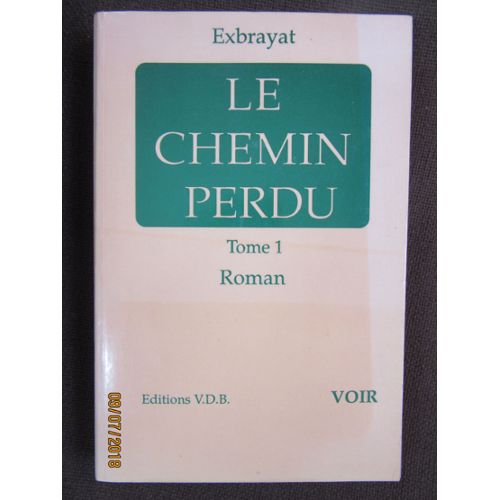 Exbrayat
LE
CHEMIN
PERDU
Tome 1
Roman
Editions V.D.B.
VOIR
09/07/2018